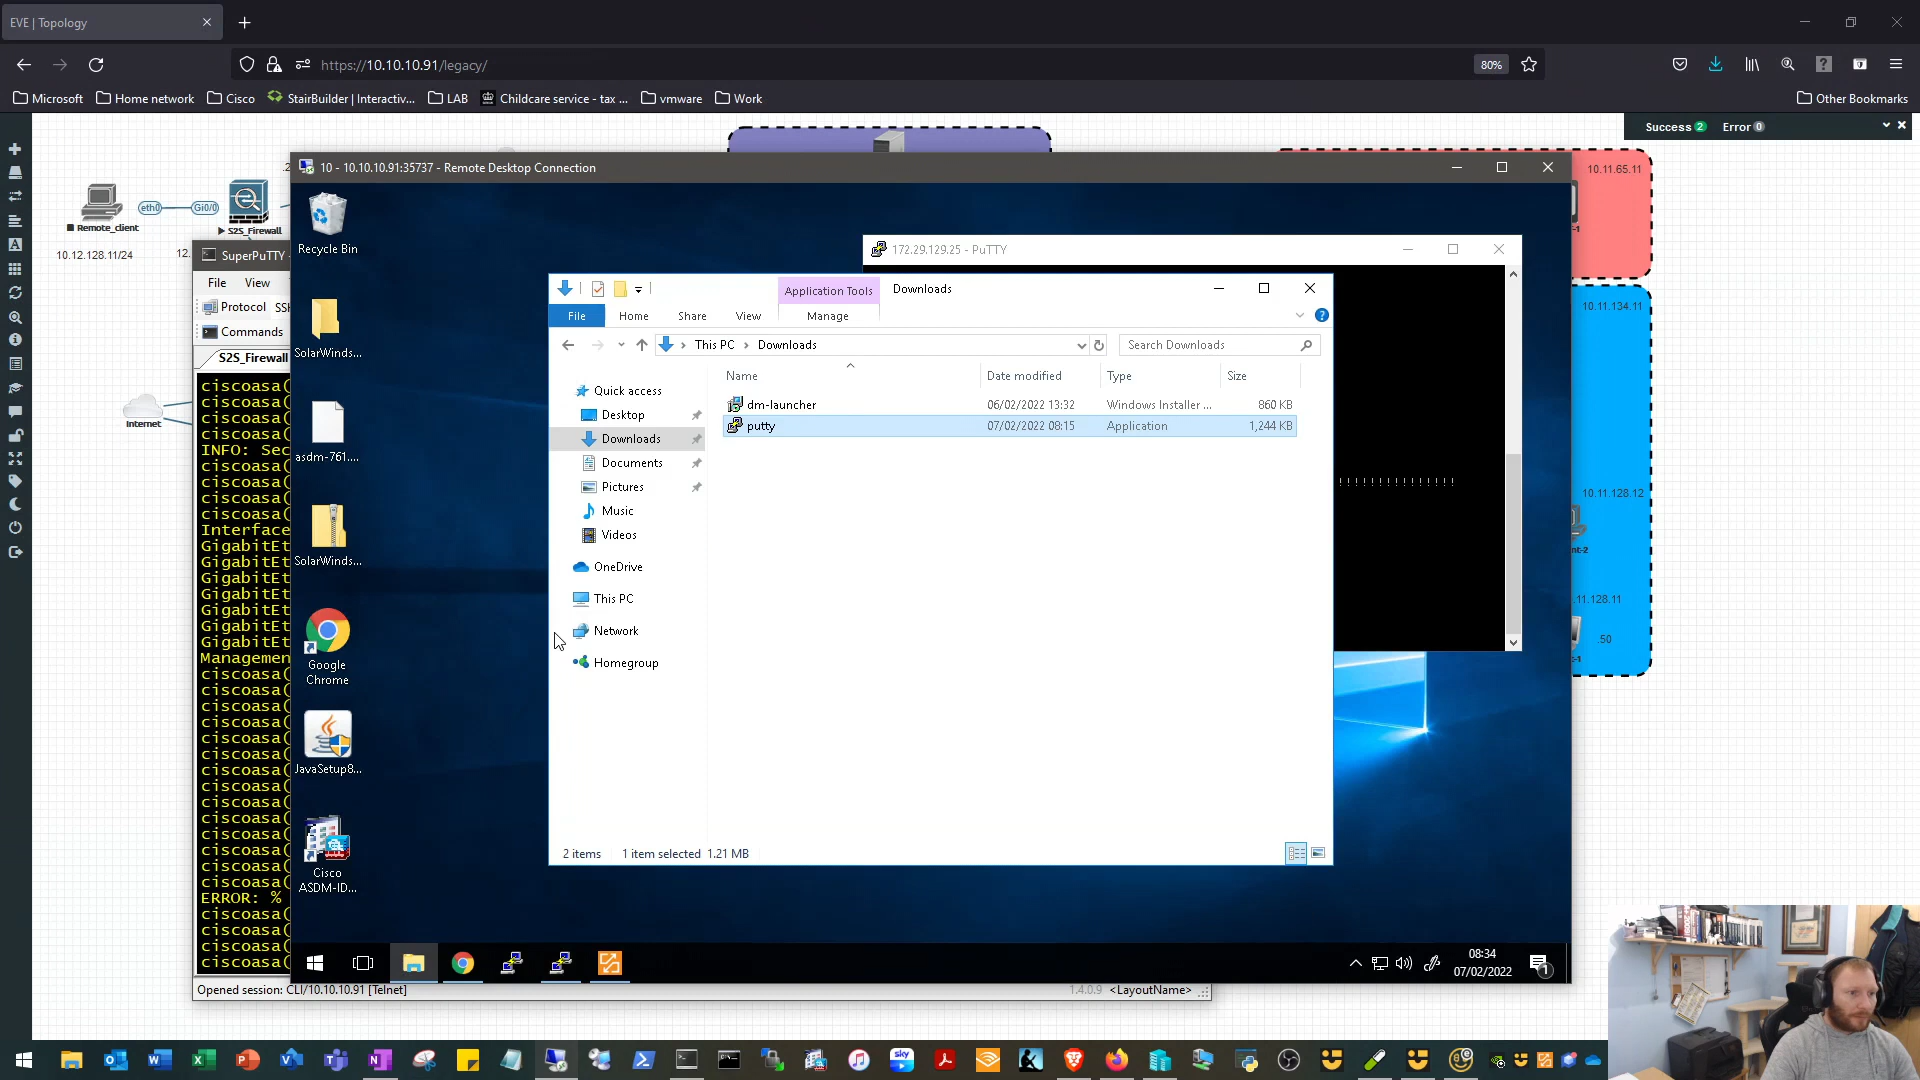 EVE | Topology
https://10.10.10.91/legacy/
80%
Microsoft
Home network
Cisco
StairBuilder | Interactiv...
LAB
Childcare service - tax ...
vmware
Work
Other Bookmarks
Success 2
Error 0
10.11.65.11
10 - 10.10.10.91:35737 - Remote Desktop Connection
eth0
Gi0/0
Remote_client
S2S_Firewall
10.12.128.11/24
12.
Internet
SuperPuTTY -
File
View
Protocol
SSH
Commands
S2S_Firewall
ciscoasa(
ciscoasa(
ciscoasa(
ciscoasa(
INFO: Sec
ciscoasa(
ciscoasa(
ciscoasa(
ciscoasa(
Interface
GigabitEt
GigabitEt
GigabitEt
GigabitEt
GigabitEt
GigabitEt
GigabitEt
Managemen
ciscoasa(
ciscoasa(
ciscoasa(
ciscoasa(
ciscoasa(
ciscoasa(
ciscoasa(
ciscoasa(
ciscoasa(
ciscoasa(
ciscoasa(
ciscoasa(
ciscoasa(
ciscoasa(
ERROR: %
ciscoasa(
ciscoasa(
ciscoasa(
ciscoasa(
Opened session: CLI/10.10.10.91 [Telnet]
1.4.0.9
<LayoutName>
Recycle Bin
SolarWinds...
asdm-761....
SolarWinds...
Google
Chrome
JavaSetup8...
Cisco
ASDM-ID...
172.29.129.25 - PuTTY
!!!!!!!!!!!!!!
Application Tools
Downloads
File
Home
Share
View
Manage
This PC
Downloads
Search Downloads
Name
Date modified
Type
Size
dm-launcher
06/02/2022 13:32
Windows Installer ...
860 KB
putty
07/02/2022 08:15
Application
1,244 KB
Quick access
Desktop
Downloads
Documents
Pictures
Music
Videos
OneDrive
This PC
Network
Homegroup
2 items
1 item selected 1.21 MB
10.11.134.11
10.11.128.12
nt-2
.11.128.11
.50
08:34
07/02/2022
1